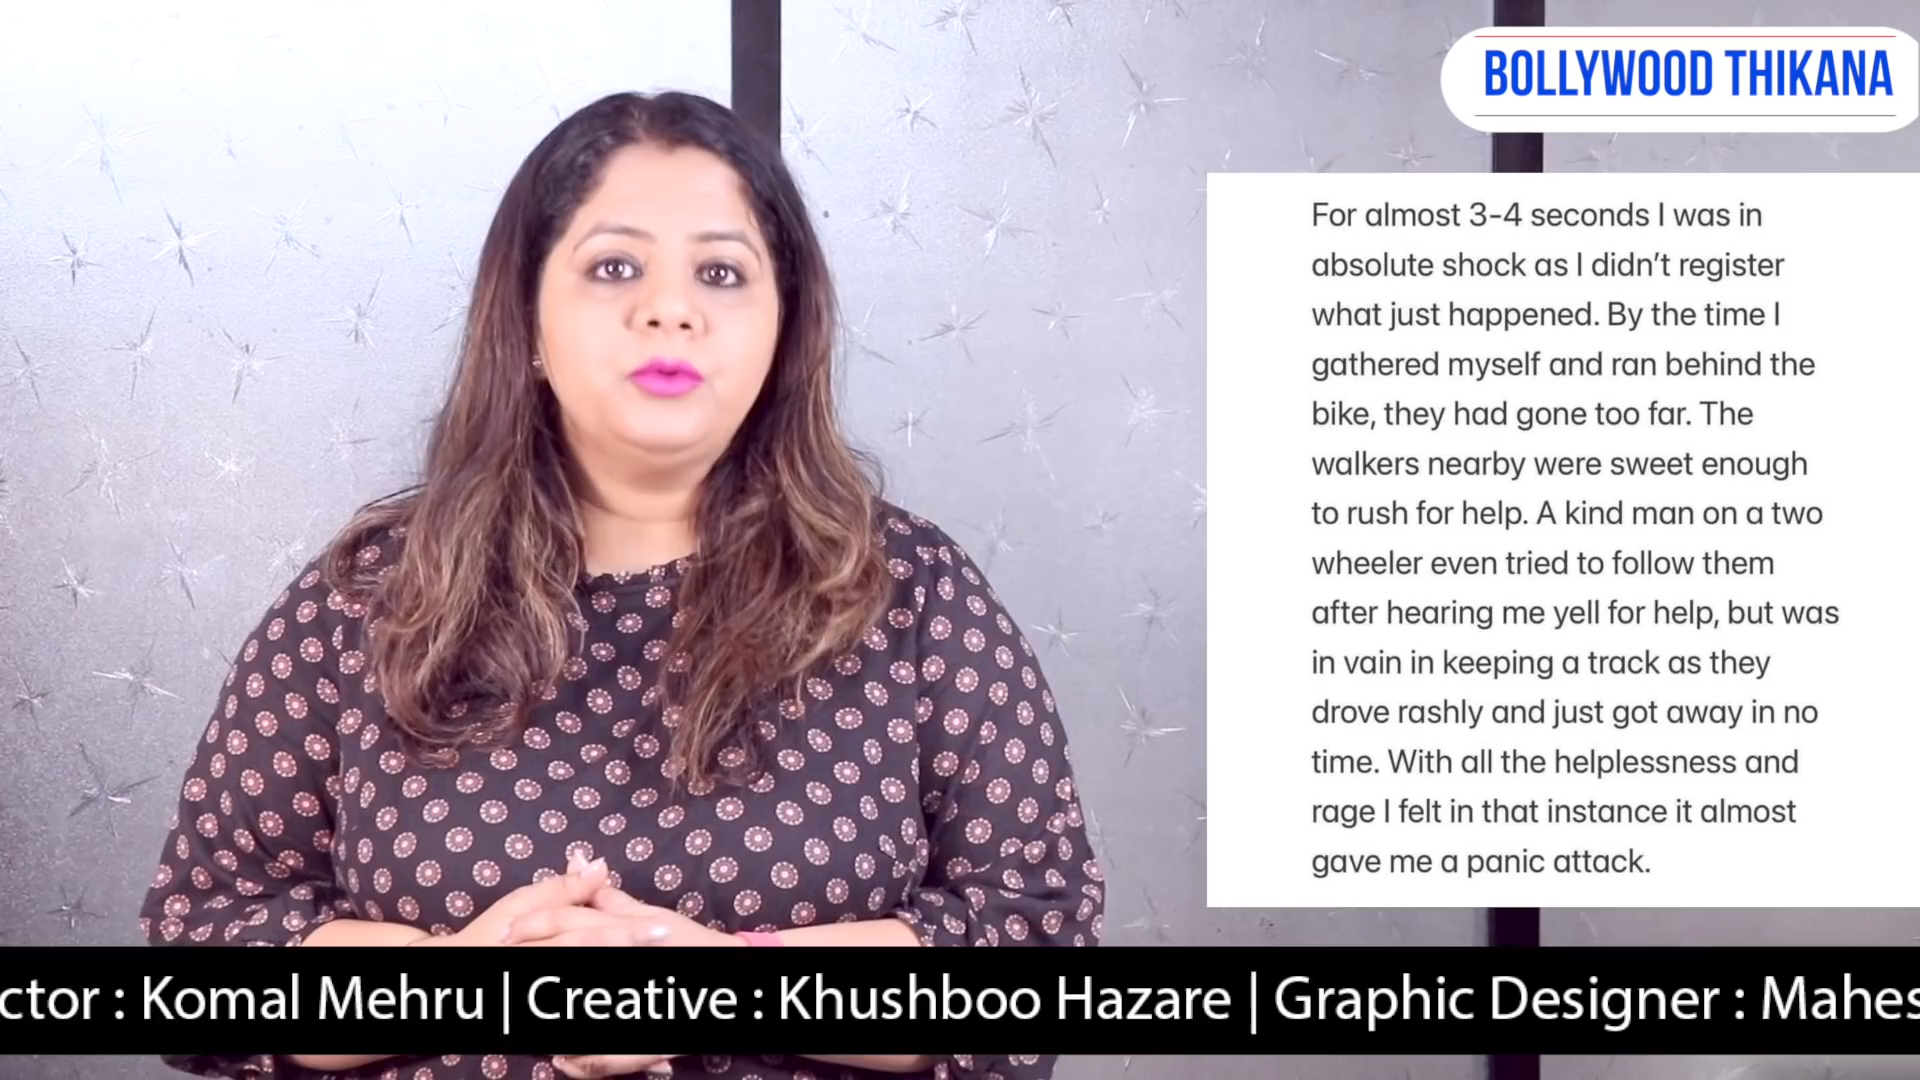 BOLLYWOOD THIKANA
For almost 3-4 seconds I was in
absolute shock as I didn’t register
what just happened. By the time I
gathered myself and ran behind the
bike, they had gone too far. The
walkers nearby were sweet enough
to rush for help. A kind man on a two
wheeler even tried to follow them
after hearing me yell for help, but was
in vain in keeping a track as they
drove rashly and just got away in no
time. With all the helplessness and
rage I felt in that instance it almost
gave me a panic attack.
ctor : Komal Mehru | Creative : Khushboo Hazare | Graphic Designer : Mahes